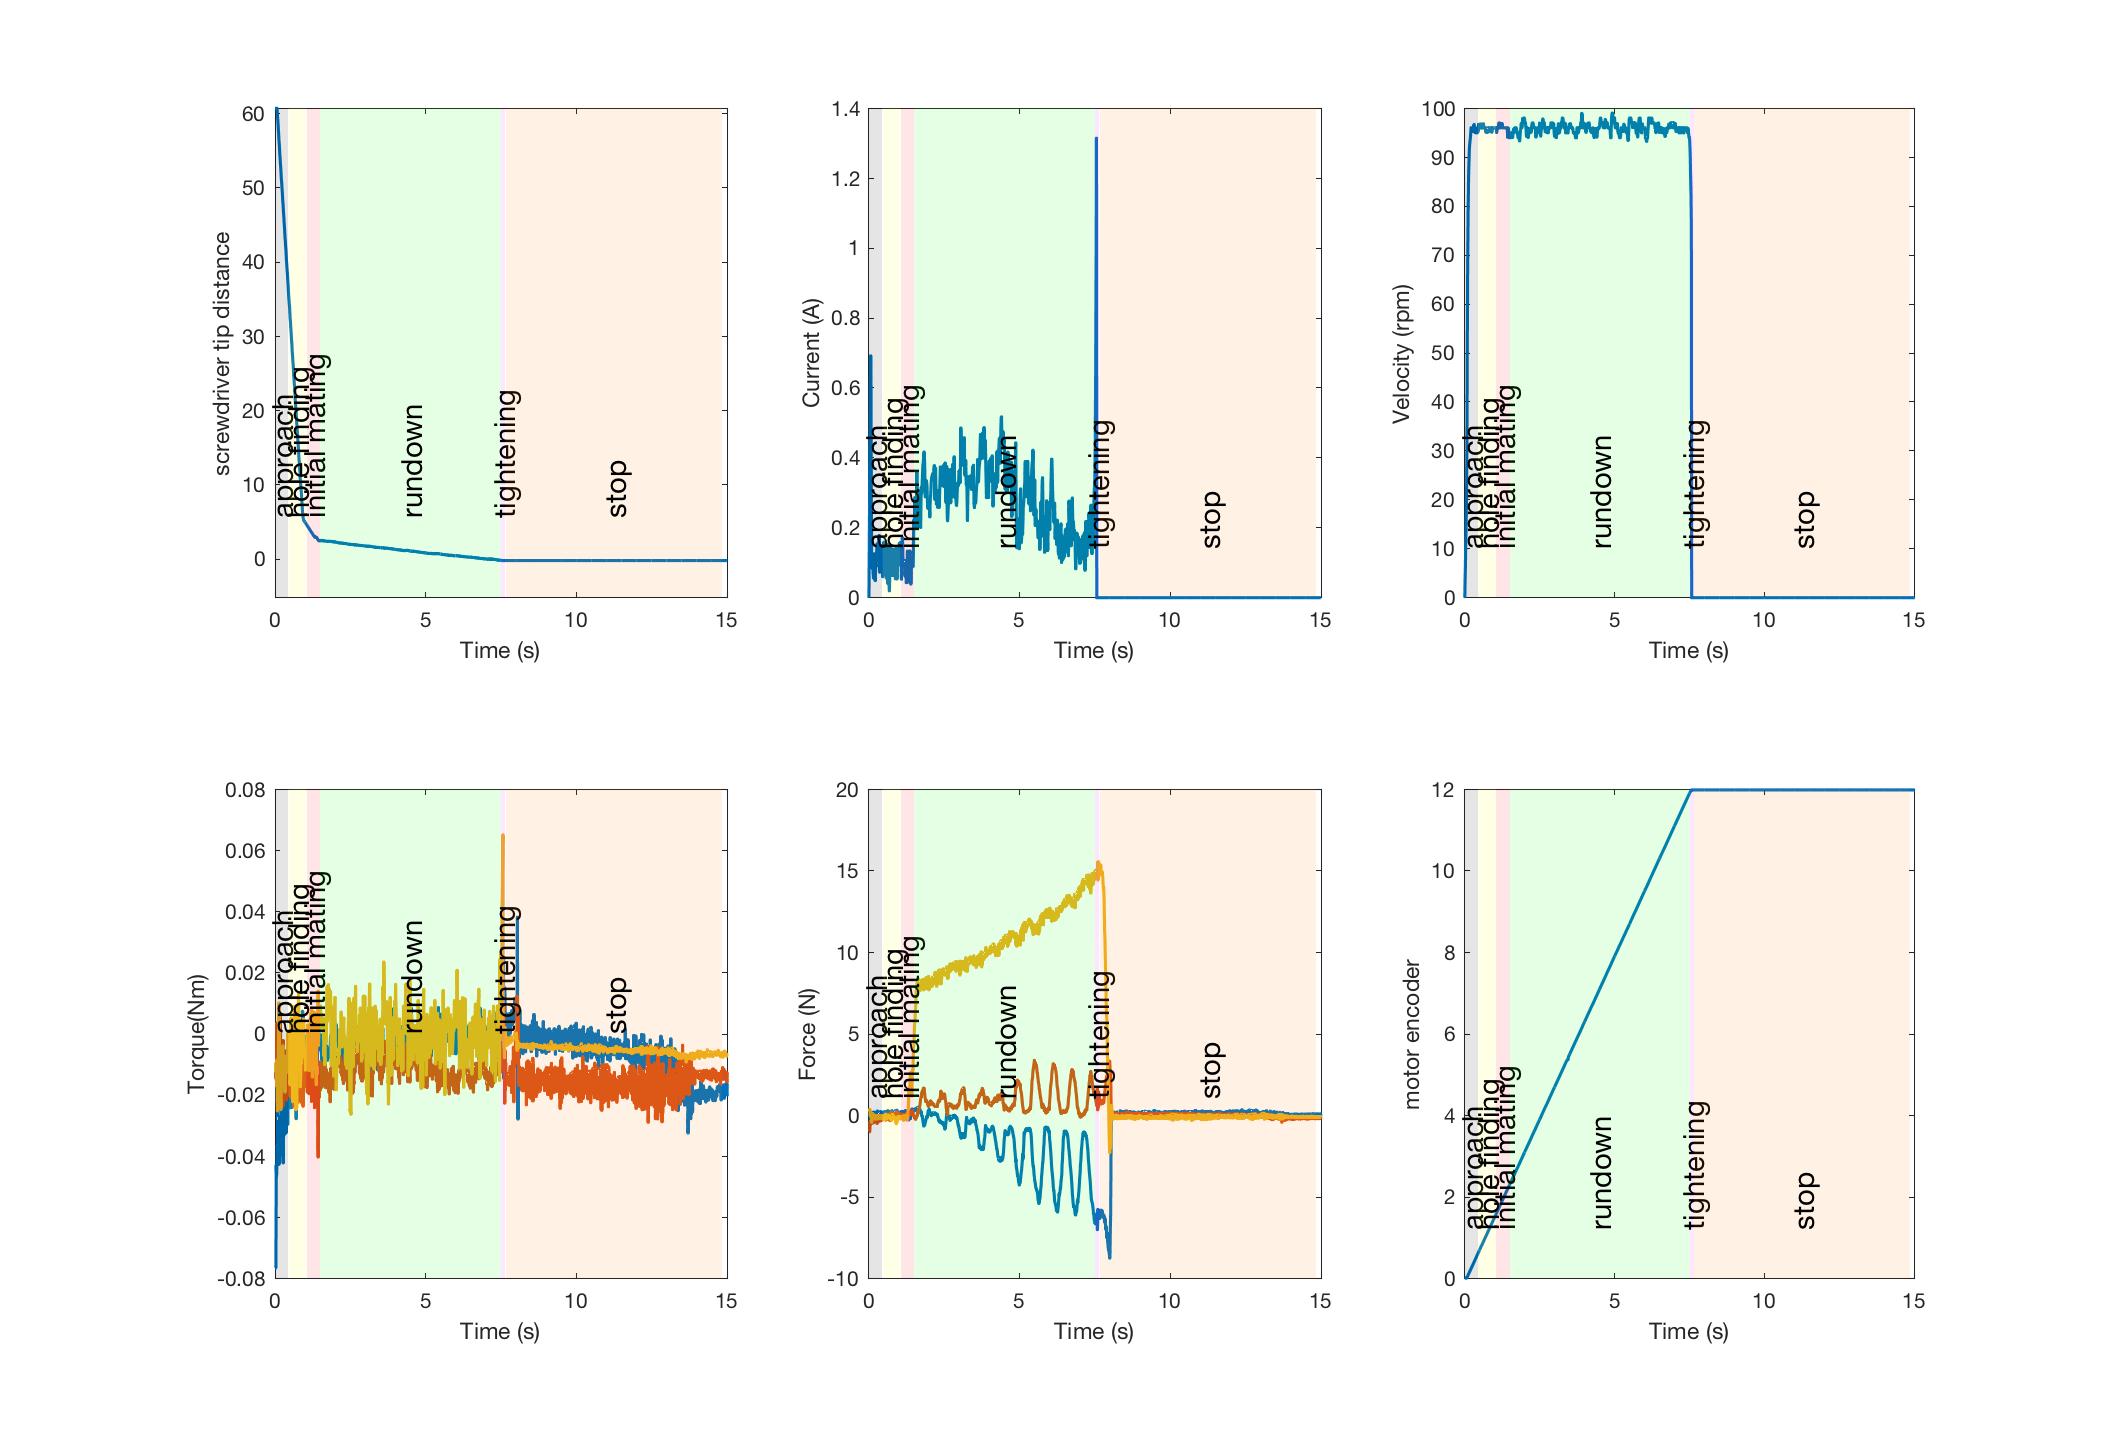 screwdriver tip distance
60
50
40
30
20
10
0
approach
hole finding
initial mating
rundown
tightening
stop
0
5
10
15
Time (s)
Current (A)
1.4
1.2
1
0.8
0.6
0.4
0.2
0
approach
hole finding
initial mating
rundown
tightening
stop
0
5
10
15
Time (s)
Velocity (rpm)
100
90
80
70
60
50
40
30
20
10
0
approach
hole finding
initial mating
rundown
tightening
stop
0
5
10
15
Time (s)
Torque(Nm)
0.08
0.06
0.04
0.02
0
-0.02
-0.04
-0.06
-0.08
approach
hole finding
initial mating
rundown
tightening
stop
0
5
10
15
Time (s)
Force (N)
20
15
10
5
0
-5
-10
approach
hole finding
initial mating
rundown
tightening
stop
0
5
10
15
Time (s)
motor encoder
12
10
8
6
4
2
0
approach
hole finding
initial mating
rundown
tightening
stop
0
5
10
15
Time (s)